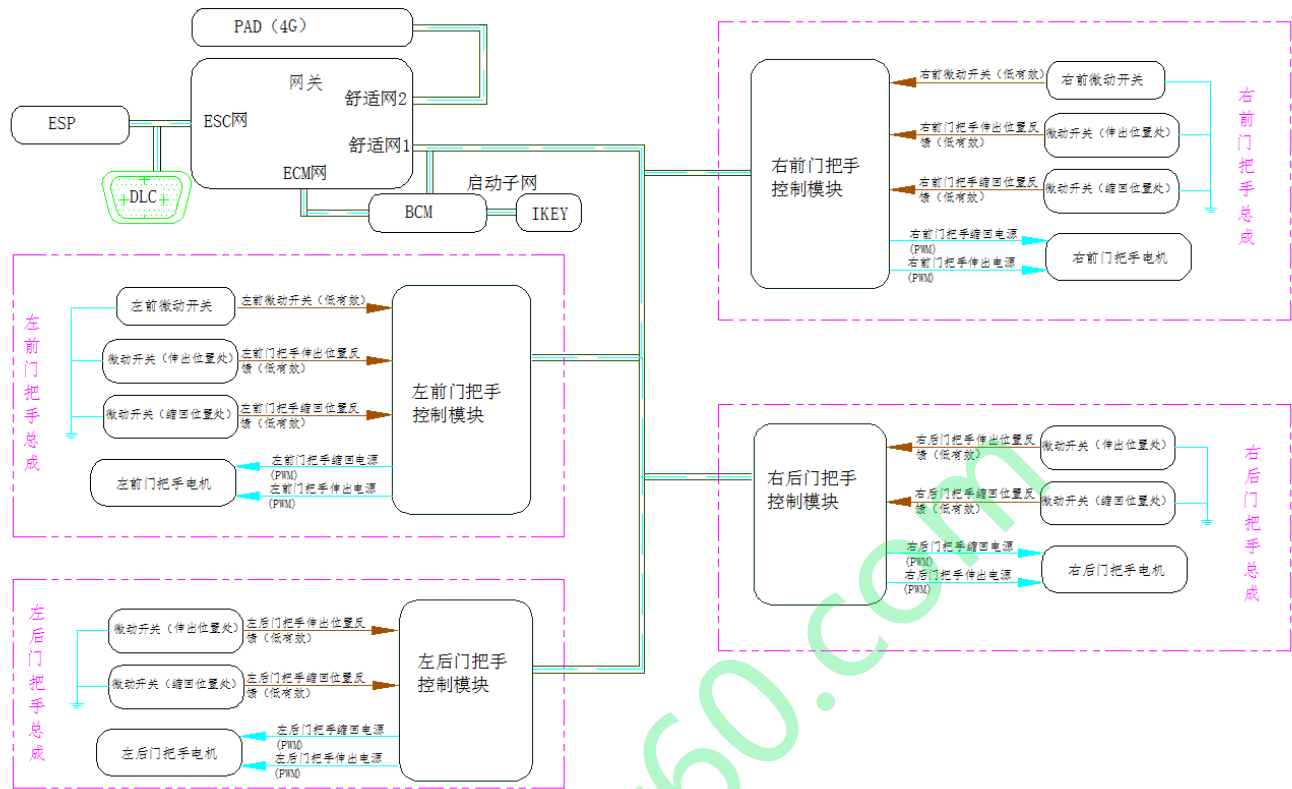 PAD（4G）
网关
舒适网2
ESP
ESC网
舒适网1
ECM网
DLC
启动子网
BCM
IKEY
右前微动开关（低有效）
右前微动开关
右前门把手伸出位置反
馈（低有效）
微动开关（伸出位置处）
右前门把手
控制模块
右前门把手缩回位置反
馈（低有效）
微动开关（缩回位置处）
右前门把手缩回电源
(PWM)
右前门把手伸出电源
(PWM)
右前门把手电机
右前门把手总成
左前门把手总成
左前微动开关
左前微动开关（低有效）
微动开关（伸出位置处）
左前门把手伸出位置反
馈（低有效）
微动开关（缩回位置处）
左前门把手缩回位置反
馈（低有效）
左前门把手
控制模块
左前门把手电机
左前门把手缩回电源
(PWM)
左前门把手伸出电源
(PWM)
右后门把手
控制模块
右后门把手伸出位置反
馈（低有效）
微动开关（伸出位置处）
右后门把手缩回位置反
馈（低有效）
微动开关（缩回位置处）
右后门把手缩回电源
(PWM)
右后门把手伸出电源
(PWM)
右后门把手电机
右后门把手总成
左后门把手总成
微动开关（伸出位置处）
左后门把手伸出位置反
馈（低有效）
微动开关（缩回位置处）
左后门把手缩回位置反
馈（低有效）
左后门把手
控制模块
左后门把手电机
左后门把手缩回电源
(PWM)
左后门把手伸出电源
(PWM)
60.com